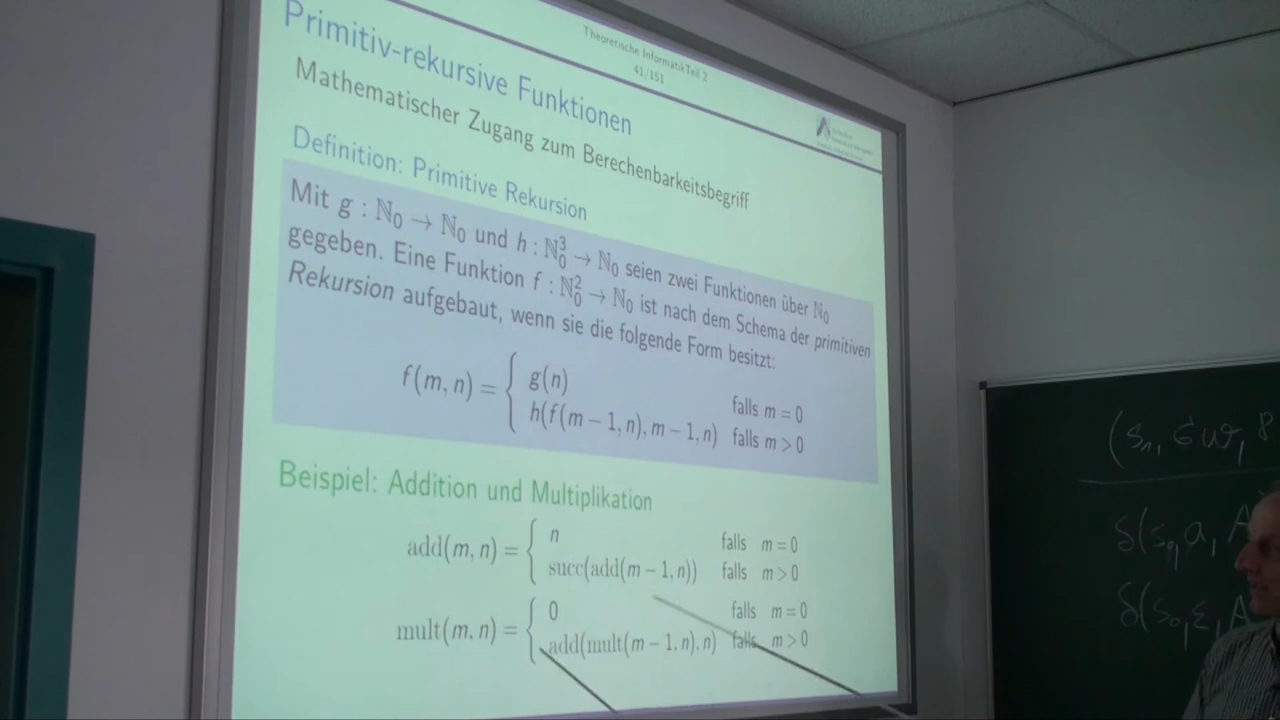 Theoretische Informatik Teil 2
41/151
Primitiv-rekursive Funktionen
Mathematischer Zugang zum Berechenbarkeitsbegriff
Definition: Primitive Rekursion
Mit g : ℕ₀ → ℕ₀ und h : ℕ₀³ → ℕ₀ seien zwei Funktionen über ℕ₀
gegeben. Eine Funktion f : ℕ₀² → ℕ₀ ist nach dem Schema der primitiven
Rekursion aufgebaut, wenn sie die folgende Form besitzt:
f(m, n) = { g(n) falls m = 0
h(f(m − 1, n), m − 1, n) falls m > 0
Beispiel: Addition und Multiplikation
add(m, n) = { n falls m = 0
succ(add(m − 1, n)) falls m > 0
mult(m, n) = { 0 falls m = 0
add(mult(m − 1, n), n) falls m > 0